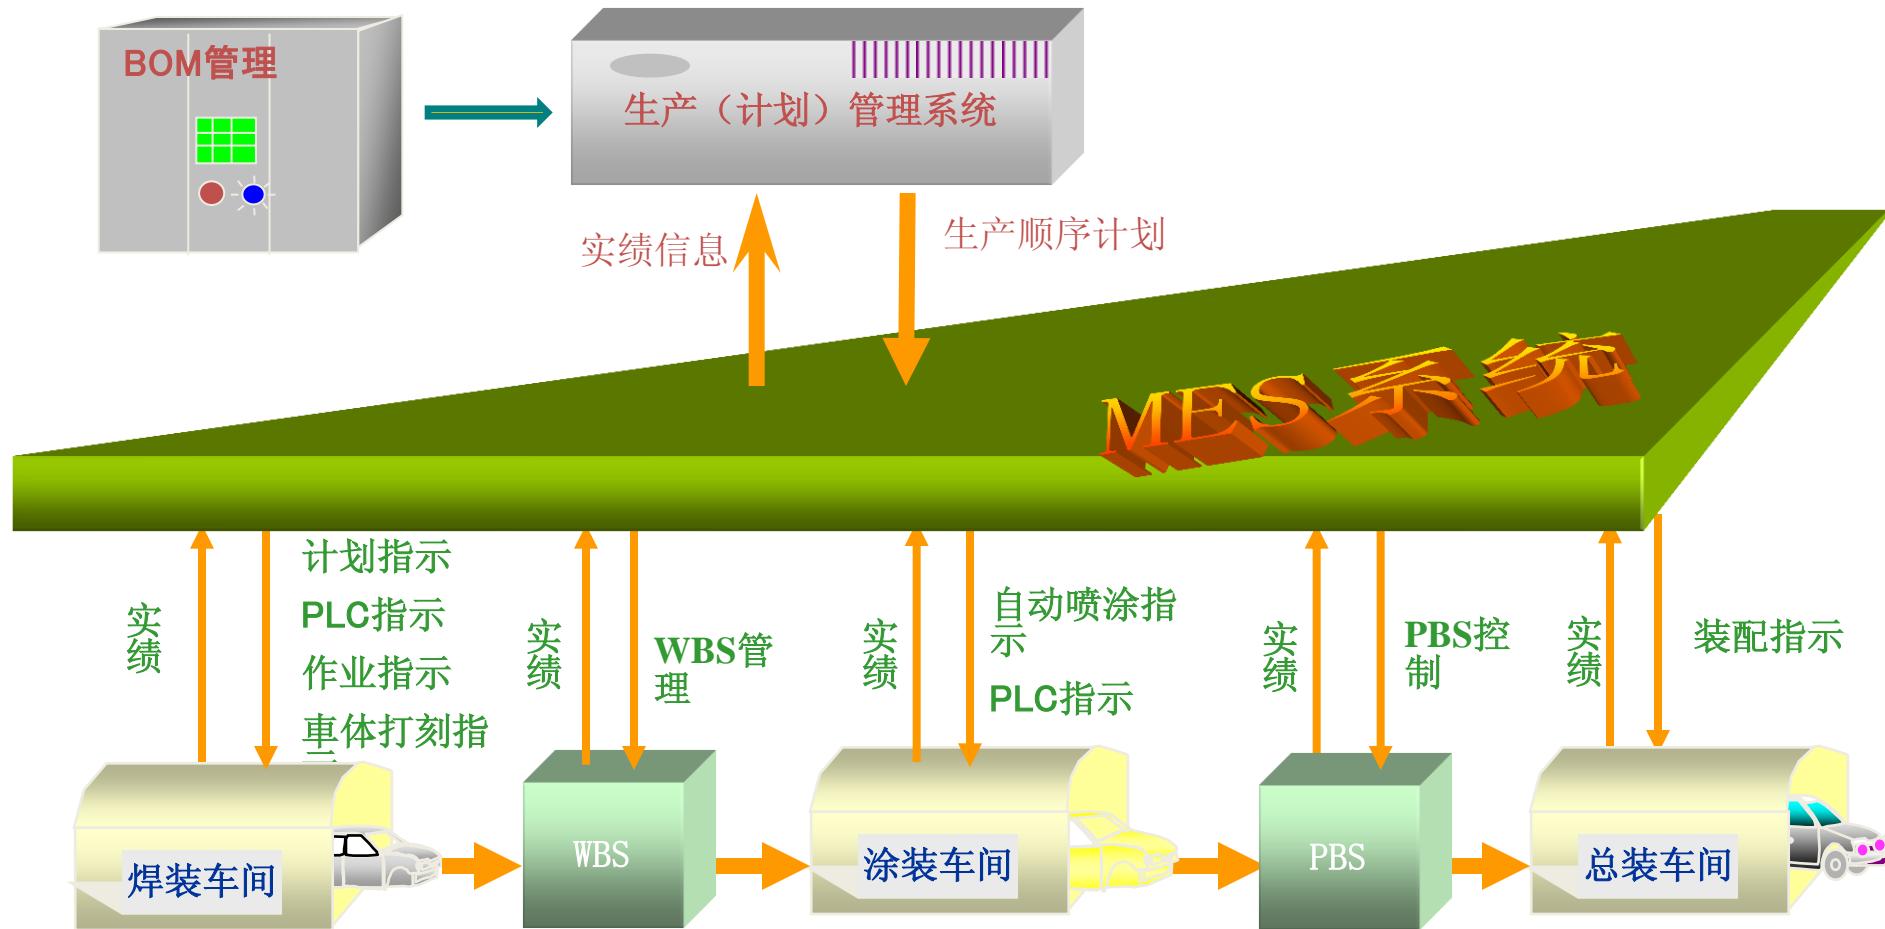 BOM管理
生产（计划）管理系统
实绩信息
生产顺序计划
MES系统
实
绩
计划指示
PLC指示
作业指示
車体打刻指
示
实
绩
WBS管
理
实
绩
自动喷涂指
示
PLC指示
实
绩
PBS控
制
实
绩
装配指示
焊装车间
WBS
涂装车间
PBS
总装车间